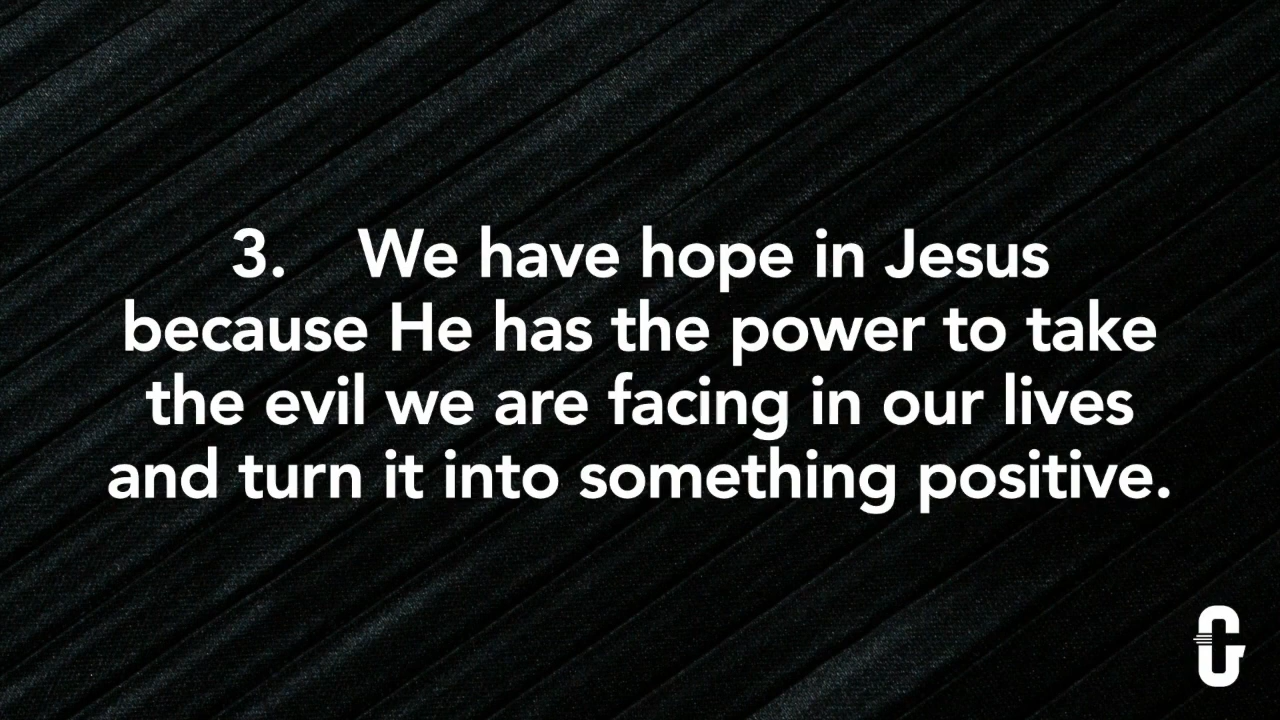 3. We have hope in Jesus
because He has the power to take
the evil we are facing in our lives
and turn it into something positive.